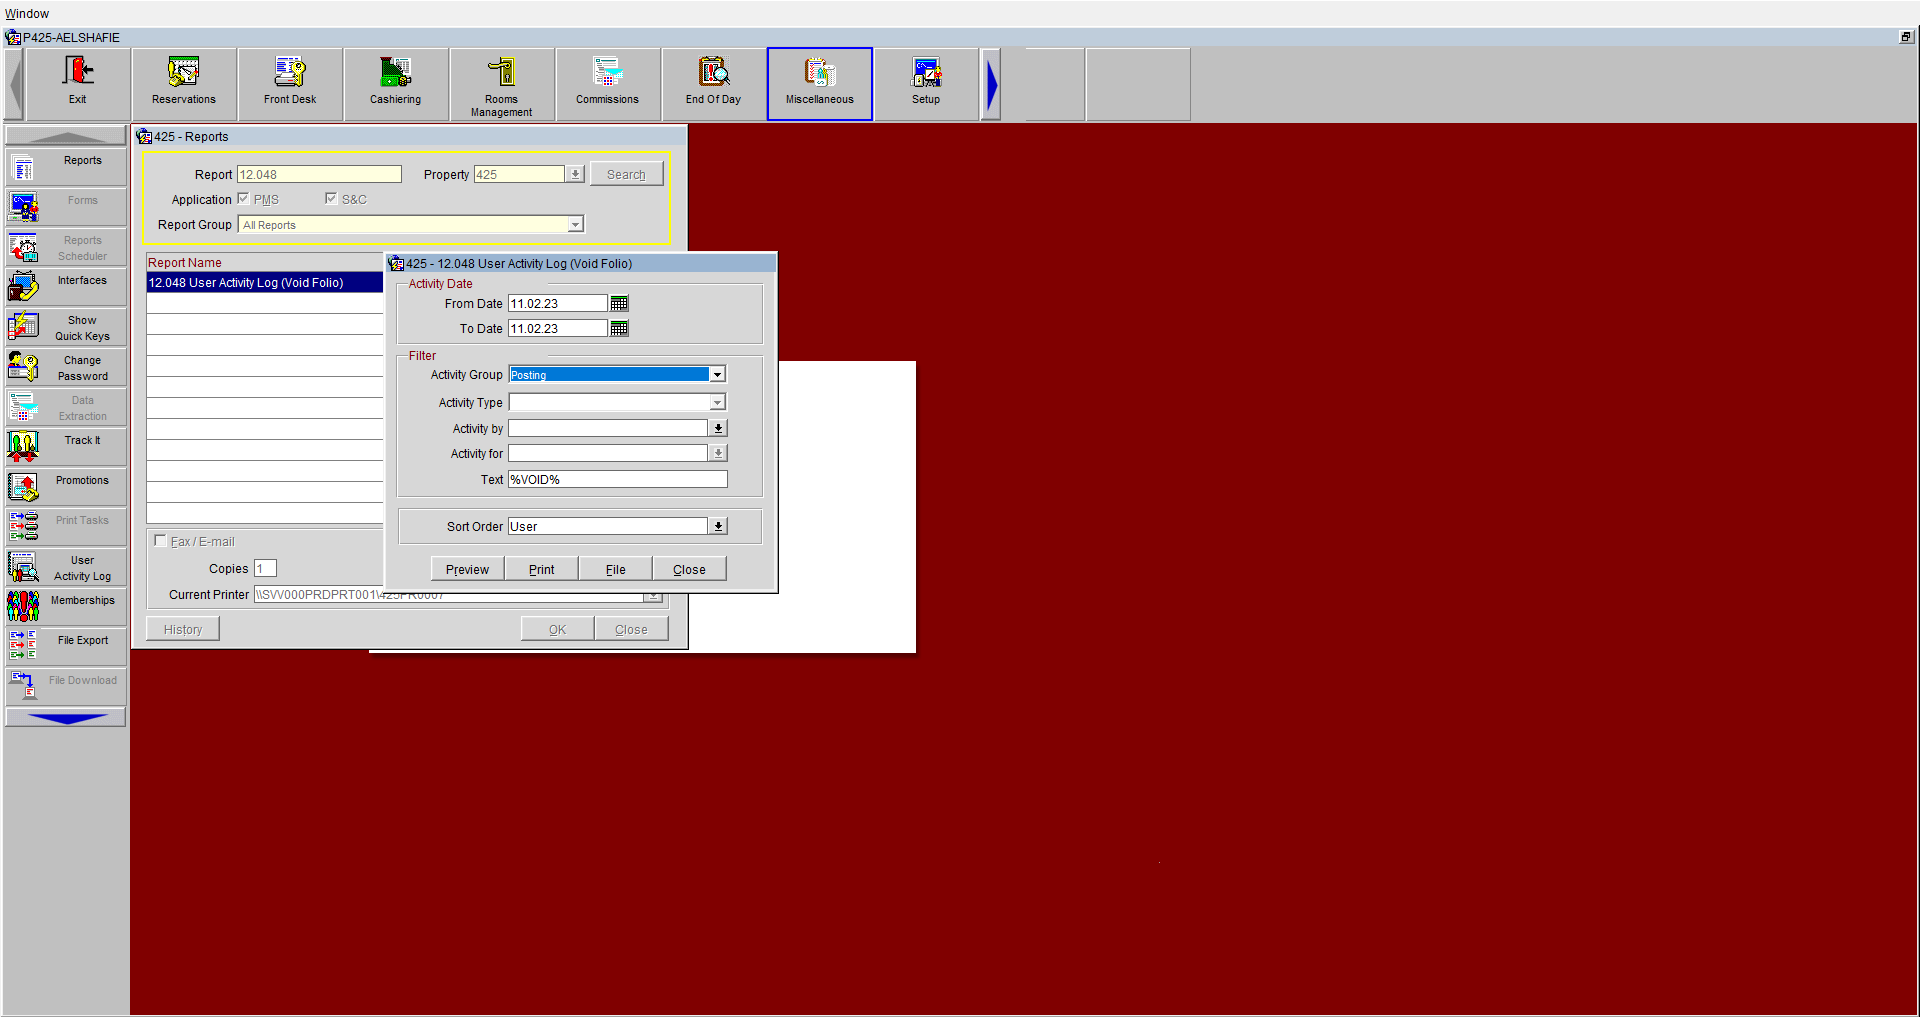 Window
P425-AELSHAFIE
Exit
Reservations
Front Desk
Cashiering
Rooms
Management
Commissions
End Of Day
Miscellaneous
Setup
Reports
Forms
Reports
Scheduler
Interfaces
Show
Quick Keys
Change
Password
Data
Extraction
Track It
Promotions
Print Tasks
User
Activity Log
Memberships
File Export
File Download
425 - Reports
Report 12.048 Property 425 Search
Application PMS S&C
Report Group All Reports
Report Name
12.048 User Activity Log (Void Folio)
Fax / E-mail
Copies 1
Current Printer \\SVV000PRDPRT001\425PR0007
History OK Close
425 - 12.048 User Activity Log (Void Folio)
Activity Date
From Date 11.02.23
To Date 11.02.23
Filter
Activity Group Posting
Activity Type
Activity by
Activity for
Text %VOID%
Sort Order User
Preview Print File Close